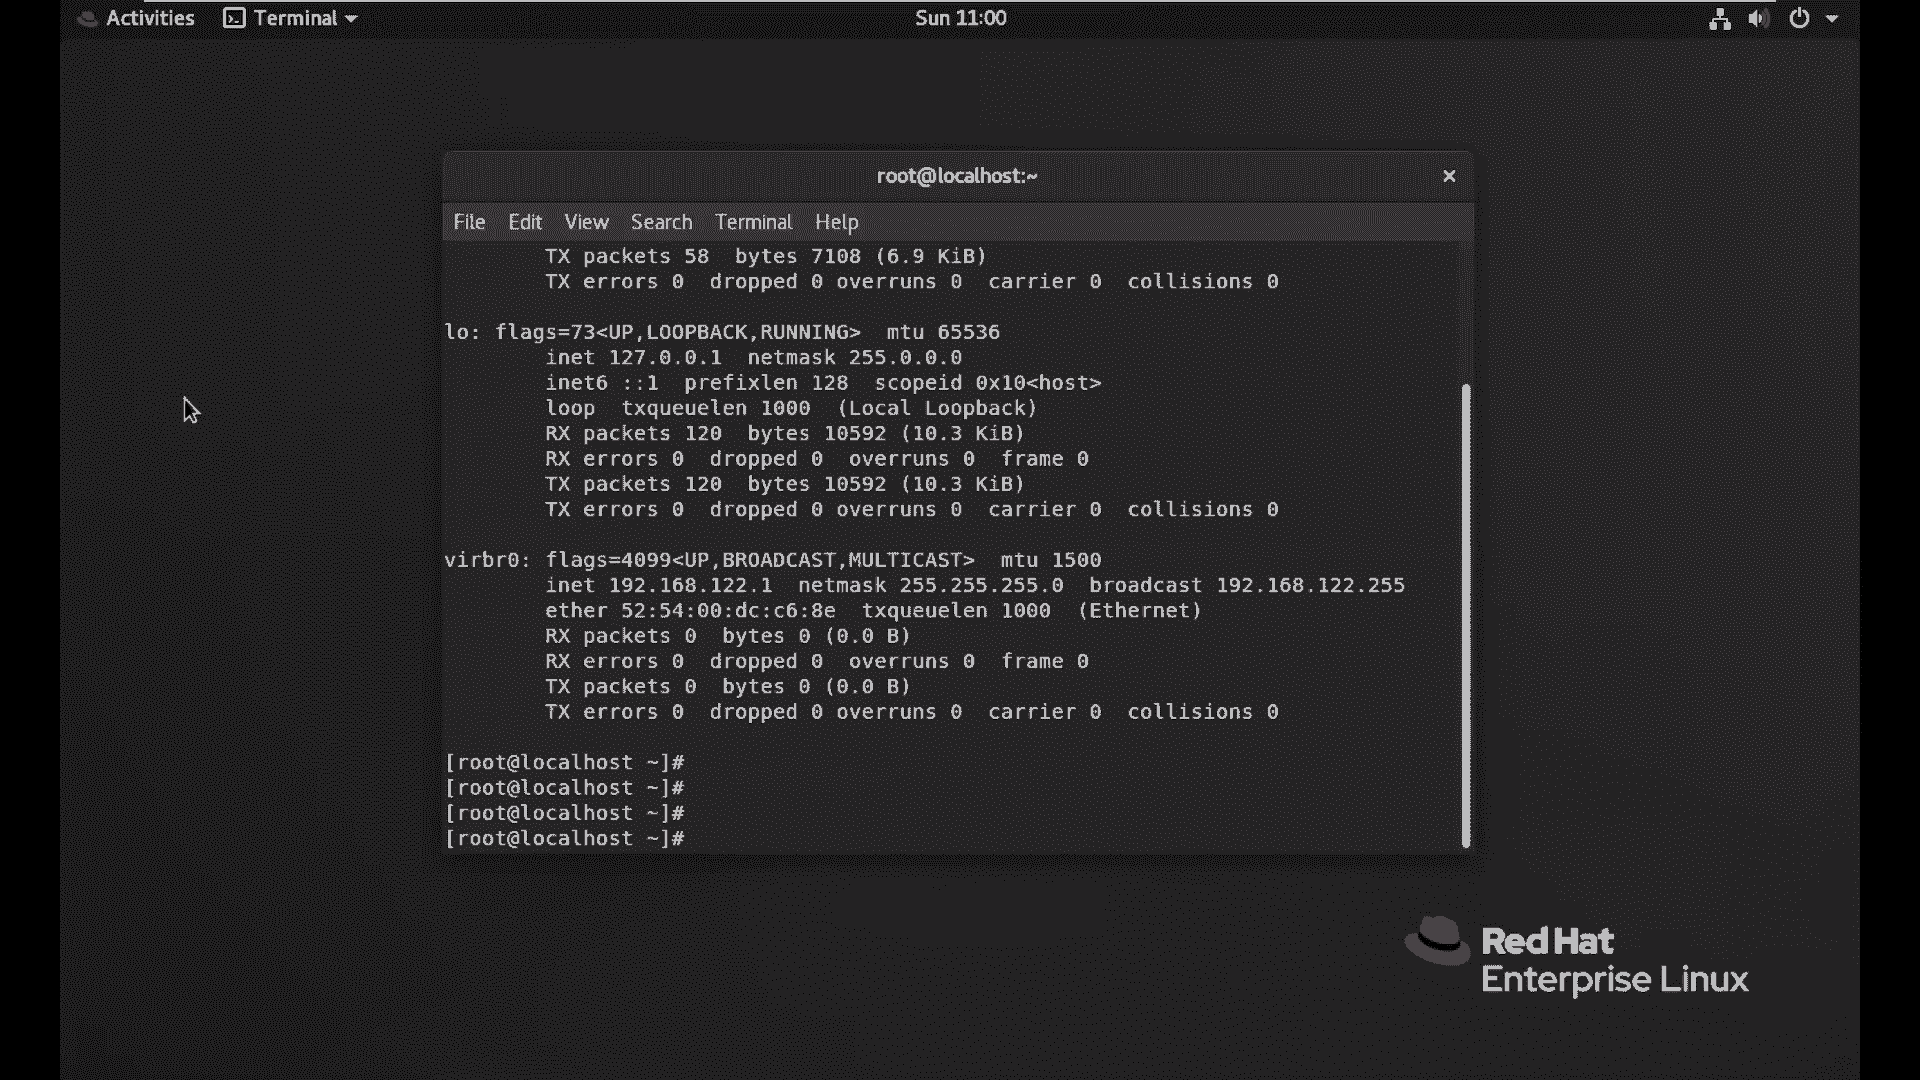 Activities Terminal Sun 11:00
root@localhost:~
File Edit View Search Terminal Help
TX packets 58 bytes 7108 (6.9 KiB)
TX errors 0 dropped 0 overruns 0 carrier 0 collisions 0
lo: flags=73<UP,LOOPBACK,RUNNING> mtu 65536
inet 127.0.0.1 netmask 255.0.0.0
inet6 ::1 prefixlen 128 scopeid 0x10<host>
loop txqueuelen 1000 (Local Loopback)
RX packets 120 bytes 10592 (10.3 KiB)
RX errors 0 dropped 0 overruns 0 frame 0
TX packets 120 bytes 10592 (10.3 KiB)
TX errors 0 dropped 0 overruns 0 carrier 0 collisions 0
virbr0: flags=4099<UP,BROADCAST,MULTICAST> mtu 1500
inet 192.168.122.1 netmask 255.255.255.0 broadcast 192.168.122.255
ether 52:54:00:dc:c6:8e txqueuelen 1000 (Ethernet)
RX packets 0 bytes 0 (0.0 B)
RX errors 0 dropped 0 overruns 0 frame 0
TX packets 0 bytes 0 (0.0 B)
TX errors 0 dropped 0 overruns 0 carrier 0 collisions 0
[root@localhost ~]#
[root@localhost ~]#
[root@localhost ~]#
[root@localhost ~]#
Red Hat
Enterprise Linux